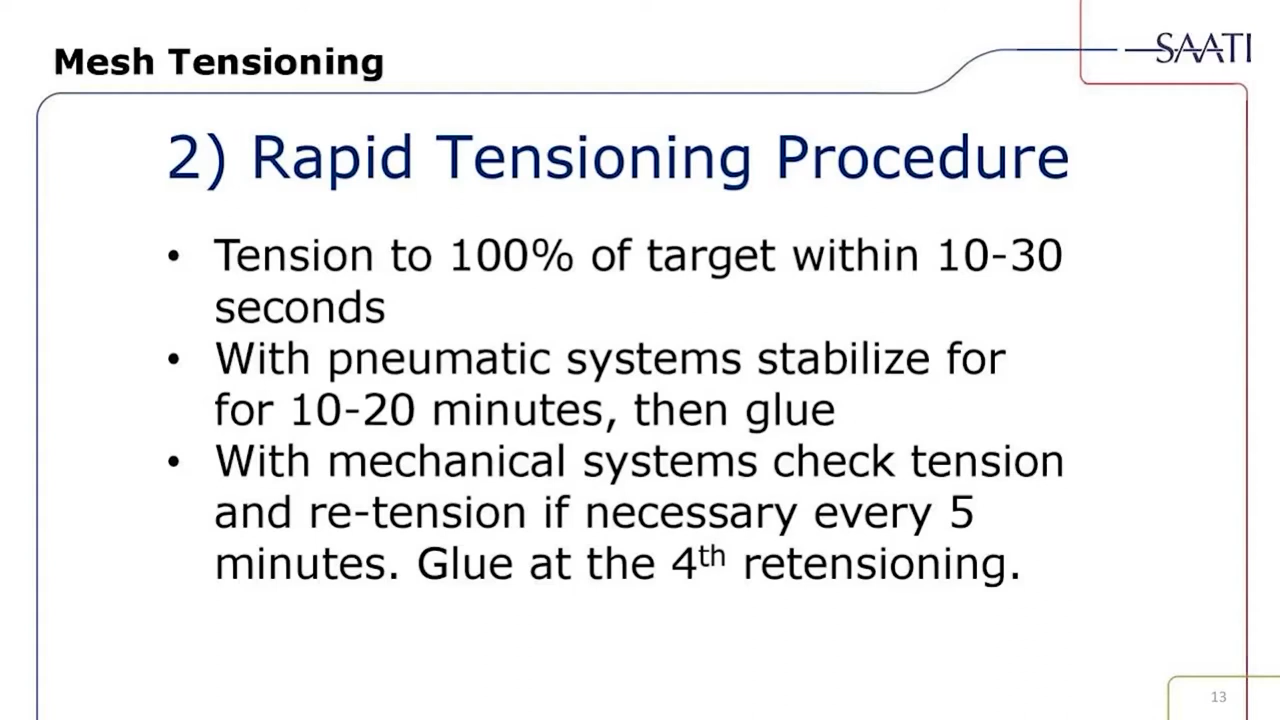 Mesh Tensioning
SAATI
2) Rapid Tensioning Procedure
• Tension to 100% of target within 10-30
seconds
• With pneumatic systems stabilize for
for 10-20 minutes, then glue
• With mechanical systems check tension
and re-tension if necessary every 5
minutes. Glue at the 4th retensioning.
13